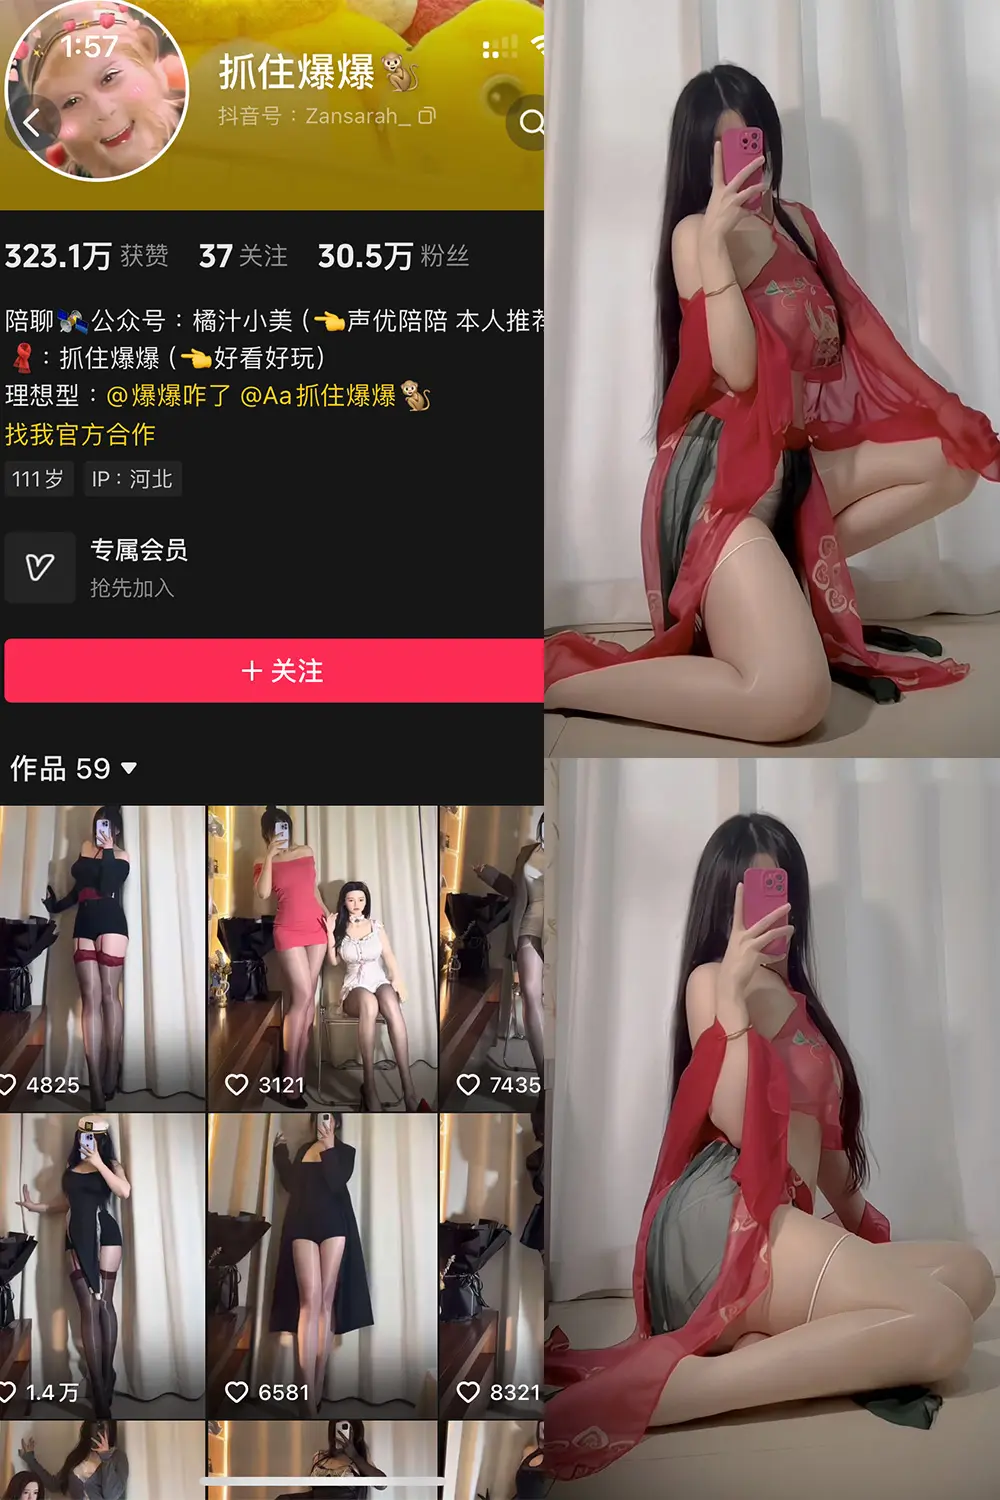 1:57
抓住爆爆🐒
抖音号：Zansarah_
323.1万 获赞 37 关注 30.5万 粉丝
陪聊🛰️公众号：橘汁小美 (👈声优陪陪 本人推荐
🧣：抓住爆爆 (👈好看好玩)
理想型：@爆爆咋了 @Aa抓住爆爆🐒
找我官方合作
111岁 IP：河北
专属会员
抢先加入
+ 关注
作品 59
4825 3121 7435
1.4万 6581 8321